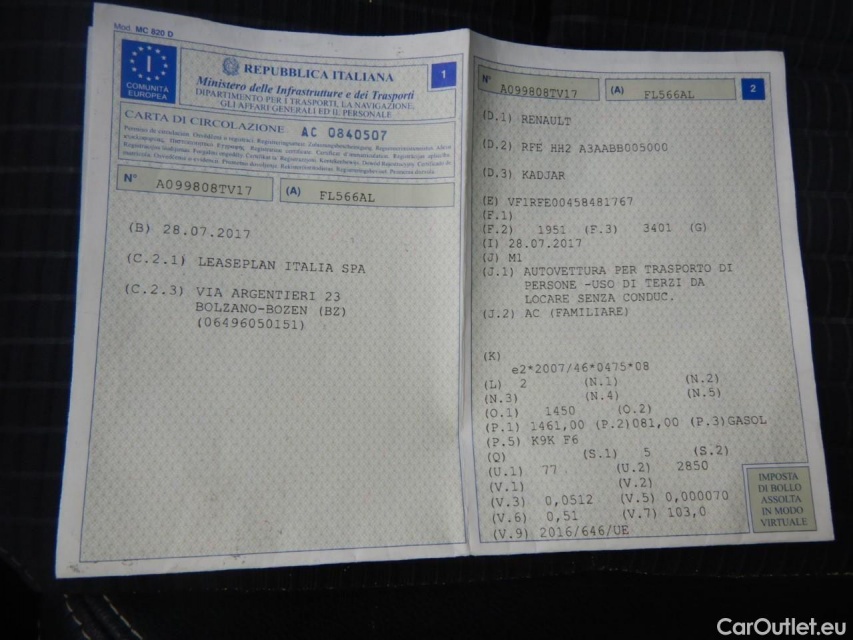 Mod. MC 820 D
I
COMUNITÀ
EUROPEA
REPUBBLICA ITALIANA
Ministero delle Infrastrutture e dei Trasporti
DIPARTIMENTO PER I TRASPORTI, LA NAVIGAZIONE,
GLI AFFARI GENERALI ED IL PERSONALE
1
CARTA DI CIRCOLAZIONE AC 0840507
N° A099808TV17 (A) FL566AL
(B) 28.07.2017
(C.2.1) LEASEPLAN ITALIA SPA
(C.2.3) VIA ARGENTIERI 23
BOLZANO-BOZEN (BZ)
(06496050151)
N° A099808TV17 (A) FL566AL 2
(D.1) RENAULT
(D.2) RFE HH2 A3AABB005000
(D.3) KADJAR
(E) VF1RFE00458481767
(F.1)
(F.2) 1951 (F.3) 3401 (G)
(I) 28.07.2017
(J) M1
(J.1) AUTOVETTURA PER TRASPORTO DI
PERSONE -USO DI TERZI DA
LOCARE SENZA CONDUC.
(J.2) AC (FAMILIARE)
(K)
e2*2007/46*0475*08
(L) 2 (N.1) (N.2)
(N.3) (N.4) (N.5)
(O.1) 1450 (O.2)
(P.1) 1461,00 (P.2)081,00 (P.3)GASOL
(P.5) K9K F6
(Q) (S.1) 5 (S.2)
(U.1) 77 (U.2) 2850
(V.1) (V.2)
(V.3) 0,0512 (V.5) 0,000070
(V.6) 0,51 (V.7) 103,0
(V.9) 2016/646/UE
IMPOSTA
DI BOLLO
ASSOLTA
IN MODO
VIRTUALE
CarOutlet.eu